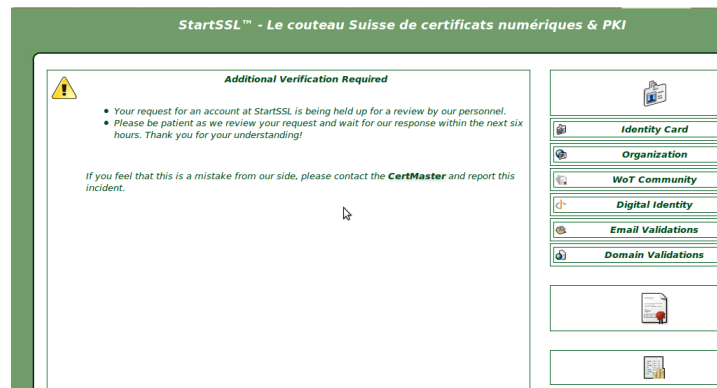 StartSSL™ - Le couteau Suisse de certificats numériques & PKI
Additional Verification Required
Your request for an account at StartSSL is being held up for a review by our personnel.
Please be patient as we review your request and wait for our response within the next six
hours. Thank you for your understanding!
If you feel that this is a mistake from our side, please contact the CertMaster and report this
incident.
Identity Card
Organization
WoT Community
Digital Identity
Email Validations
Domain Validations